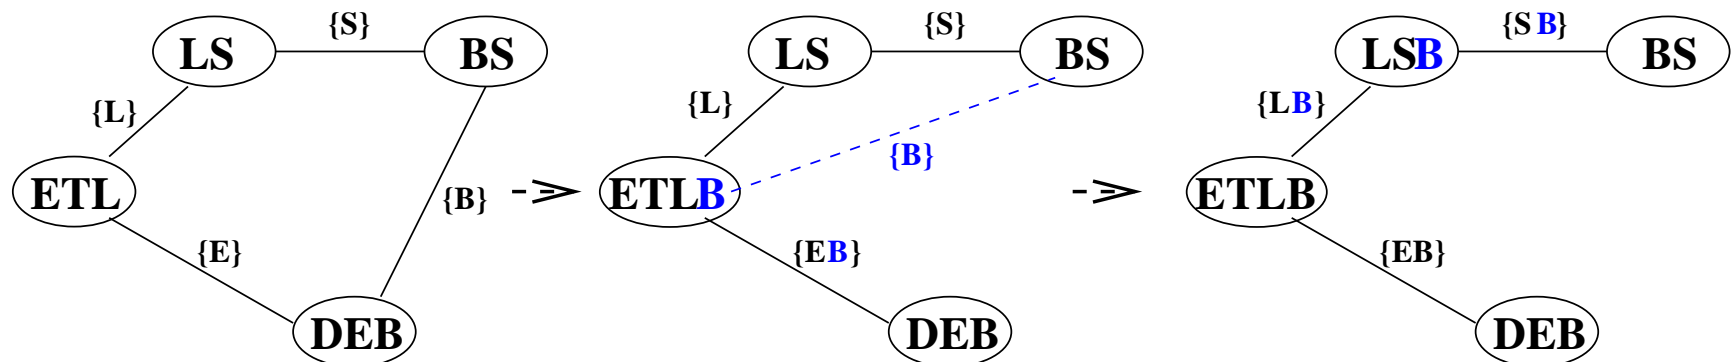 LS {S} BS
{L}
ETL
{B}
{E}
DEB
LS {S} BS
{L}
{B}
ETLB
{EB}
DEB
LSB {S B} BS
{LB}
ETLB
{EB}
DEB